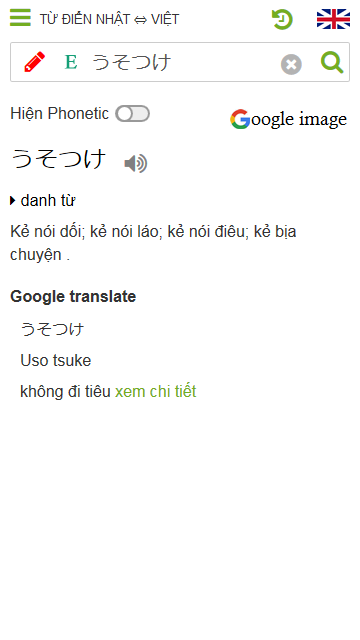 TỪ ĐIỂN NHẬT ⇔ VIỆT
E うそつけ
Hiện Phonetic
Google image
うそつけ
danh từ
Kẻ nói dối; kẻ nói láo; kẻ nói điêu; kẻ bịa
chuyện .
Google translate
うそつけ
Uso tsuke
không đi tiêu xem chi tiết